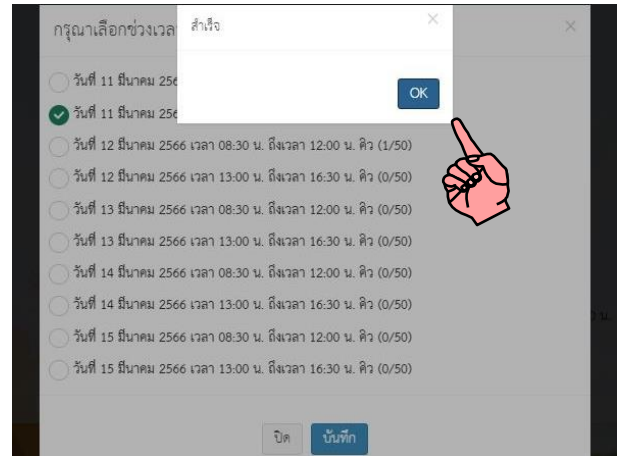 กรุณาเลือกช่วงเวลา
สำเร็จ
OK
วันที่ 11 มีนาคม 256
วันที่ 11 มีนาคม 256
วันที่ 12 มีนาคม 2566 เวลา 08:30 น. ถึงเวลา 12:00 น. คิว (1/50)
วันที่ 12 มีนาคม 2566 เวลา 13:00 น. ถึงเวลา 16:30 น. คิว (0/50)
วันที่ 13 มีนาคม 2566 เวลา 08:30 น. ถึงเวลา 12:00 น. คิว (0/50)
วันที่ 13 มีนาคม 2566 เวลา 13:00 น. ถึงเวลา 16:30 น. คิว (0/50)
วันที่ 14 มีนาคม 2566 เวลา 08:30 น. ถึงเวลา 12:00 น. คิว (0/50)
วันที่ 14 มีนาคม 2566 เวลา 13:00 น. ถึงเวลา 16:30 น. คิว (0/50)
วันที่ 15 มีนาคม 2566 เวลา 08:30 น. ถึงเวลา 12:00 น. คิว (0/50)
วันที่ 15 มีนาคม 2566 เวลา 13:00 น. ถึงเวลา 16:30 น. คิว (0/50)
ปิด
บันทึก